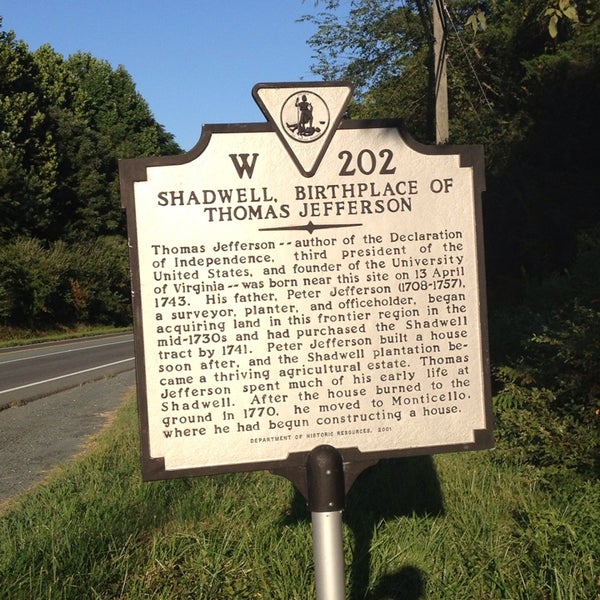 W 202
SHADWELL, BIRTHPLACE OF
THOMAS JEFFERSON
Thomas Jefferson -- author of the Declaration
of Independence, third president of the
United States, and founder of the University
of Virginia -- was born near this site on 13 April
1743. His father, Peter Jefferson (1708-1757),
a surveyor, planter, and officeholder, began
acquiring land in this frontier region in the
mid-1730s and had purchased the Shadwell
tract by 1741. Peter Jefferson built a house
soon after, and the Shadwell plantation be-
came a thriving agricultural estate. Thomas
Jefferson spent much of his early life at
Shadwell. After the house burned to the
ground in 1770, he moved to Monticello,
where he had begun constructing a house.
DEPARTMENT OF HISTORIC RESOURCES, 2001